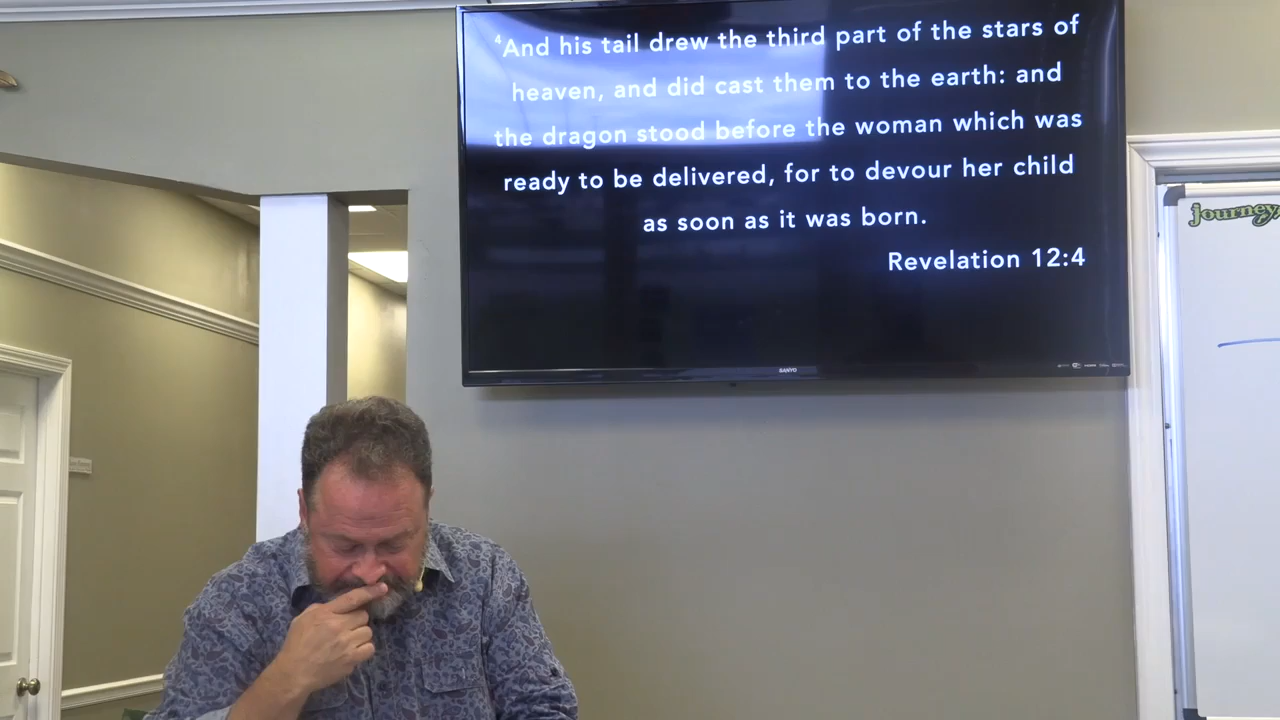 ⁴And his tail drew the third part of the stars of
heaven, and did cast them to the earth: and
the dragon stood before the woman which was
ready to be delivered, for to devour her child
as soon as it was born.
Revelation 12:4
SANYO
journey